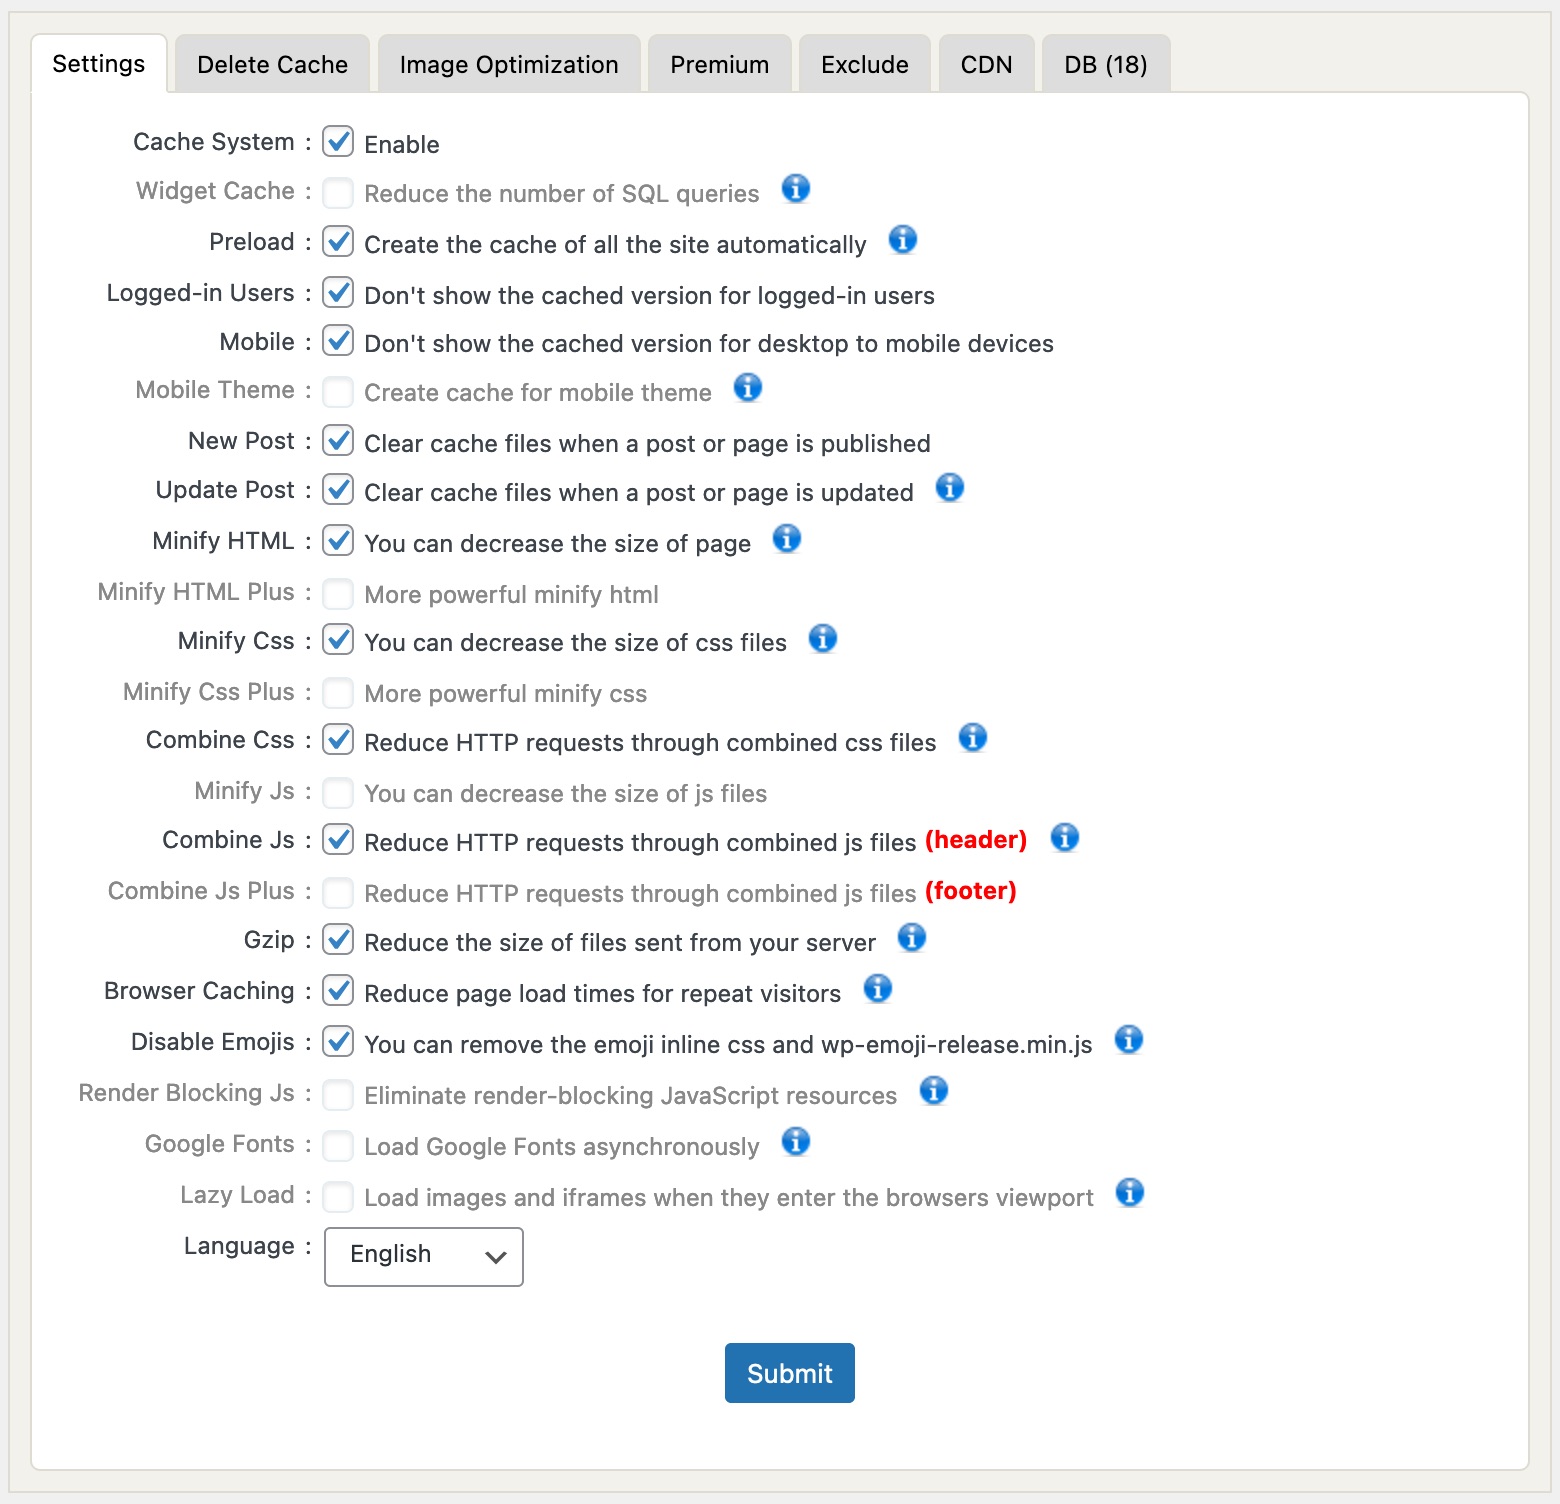 Settings Delete Cache Image Optimization Premium Exclude CDN DB (18)
Cache System : Enable
Widget Cache : Reduce the number of SQL queries
Preload : Create the cache of all the site automatically
Logged-in Users : Don't show the cached version for logged-in users
Mobile : Don't show the cached version for desktop to mobile devices
Mobile Theme : Create cache for mobile theme
New Post : Clear cache files when a post or page is published
Update Post : Clear cache files when a post or page is updated
Minify HTML : You can decrease the size of page
Minify HTML Plus : More powerful minify html
Minify Css : You can decrease the size of css files
Minify Css Plus : More powerful minify css
Combine Css : Reduce HTTP requests through combined css files
Minify Js : You can decrease the size of js files
Combine Js : Reduce HTTP requests through combined js files (header)
Combine Js Plus : Reduce HTTP requests through combined js files (footer)
Gzip : Reduce the size of files sent from your server
Browser Caching : Reduce page load times for repeat visitors
Disable Emojis : You can remove the emoji inline css and wp-emoji-release.min.js
Render Blocking Js : Eliminate render-blocking JavaScript resources
Google Fonts : Load Google Fonts asynchronously
Lazy Load : Load images and iframes when they enter the browsers viewport
Language : English
Submit